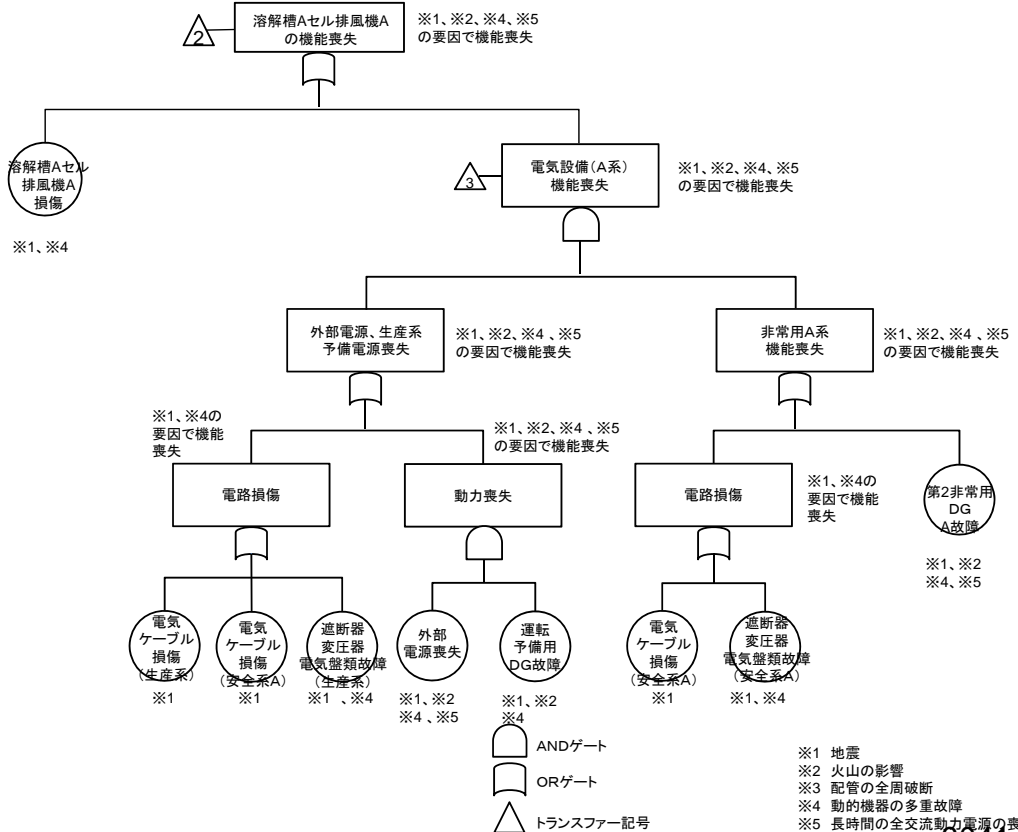 溶解槽Aセル排風機A
の機能喪失
2
※1、※2、※4、※5
の要因で機能喪失
溶解槽Aセル
排風機A
損傷
※1、※4
電気設備(A系)
機能喪失
3
※1、※2、※4、※5
の要因で機能喪失
外部電源、生産系
予備電源喪失
※1、※2、※4 、※5
の要因で機能喪失
非常用A系
機能喪失
※1、※2、※4 、※5
の要因で機能喪失
※1、※4の
要因で機能
喪失
電路損傷
※1、※2、※4 、※5
の要因で機能喪失
動力喪失
電路損傷
※1、※4の
要因で機能
喪失
第2非常用
DG
A故障
※1、※2
※4、※5
電気
ケーブル
損傷
(生産系)
※1
電気
ケーブル
損傷
(安全系A)
※1
遮断器
変圧器
電気盤類故障
(生産系)
※1 、※4
外部
電源喪失
※1、※2
※4 、※5
運転
予備用
DG故障
※1、※2
※4
電気
ケーブル
損傷
(安全系A)
※1
遮断器
変圧器
電気盤類故障
(安全系A)
※1、※4
ANDゲート
ORゲート
トランスファー記号
※1 地震
※2 火山の影響
※3 配管の全周破断
※4 動的機器の多重故障
※5 長時間の全交流動力電源の喪